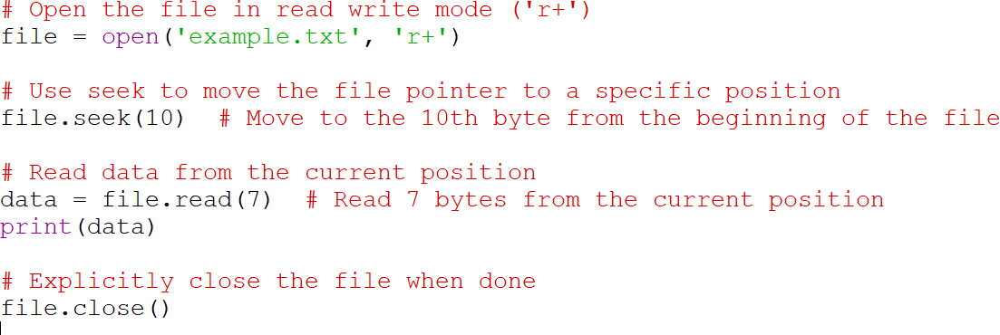 # Open the file in read write mode ('r+')
file = open('example.txt', 'r+')
# Use seek to move the file pointer to a specific position
file.seek(10)  # Move to the 10th byte from the beginning of the file
# Read data from the current position
data = file.read(7)  # Read 7 bytes from the current position
print(data)
# Explicitly close the file when done
file.close()